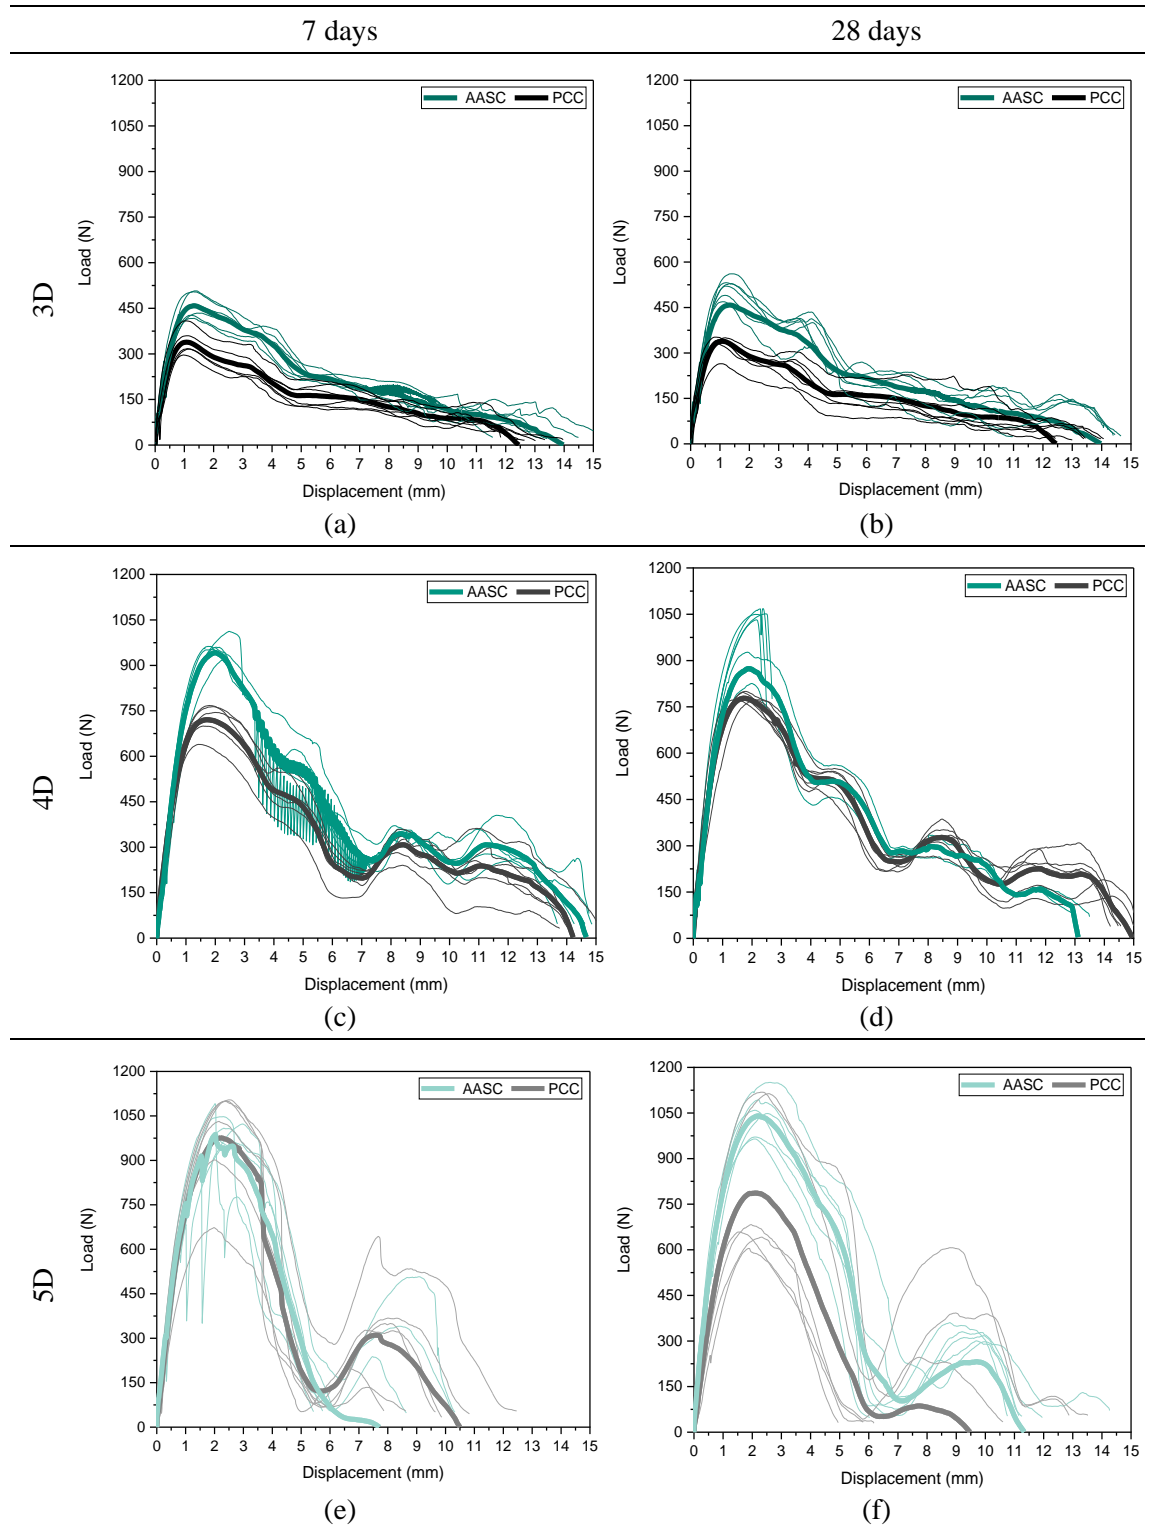 7 days 28 days
3D
1200
1050
900
750
600
450
300
150
0
Load (N)
AASC PCC
0 1 2 3 4 5 6 7 8 9 10 11 12 13 14 15
Displacement (mm)
(a)
1200
1050
900
750
600
450
300
150
0
Load (N)
AASC PCC
0 1 2 3 4 5 6 7 8 9 10 11 12 13 14 15
Displacement (mm)
(b)
4D
1200
1050
900
750
600
450
300
150
0
Load (N)
AASC PCC
0 1 2 3 4 5 6 7 8 9 10 11 12 13 14 15
Displacement (mm)
(c)
1200
1050
900
750
600
450
300
150
0
Load (N)
AASC PCC
0 1 2 3 4 5 6 7 8 9 10 11 12 13 14 15
Displacement (mm)
(d)
5D
1200
1050
900
750
600
450
300
150
0
Load (N)
AASC PCC
0 1 2 3 4 5 6 7 8 9 10 11 12 13 14 15
Displacement (mm)
(e)
1200
1050
900
750
600
450
300
150
0
Load (N)
AASC PCC
0 1 2 3 4 5 6 7 8 9 10 11 12 13 14 15
Displacement (mm)
(f)